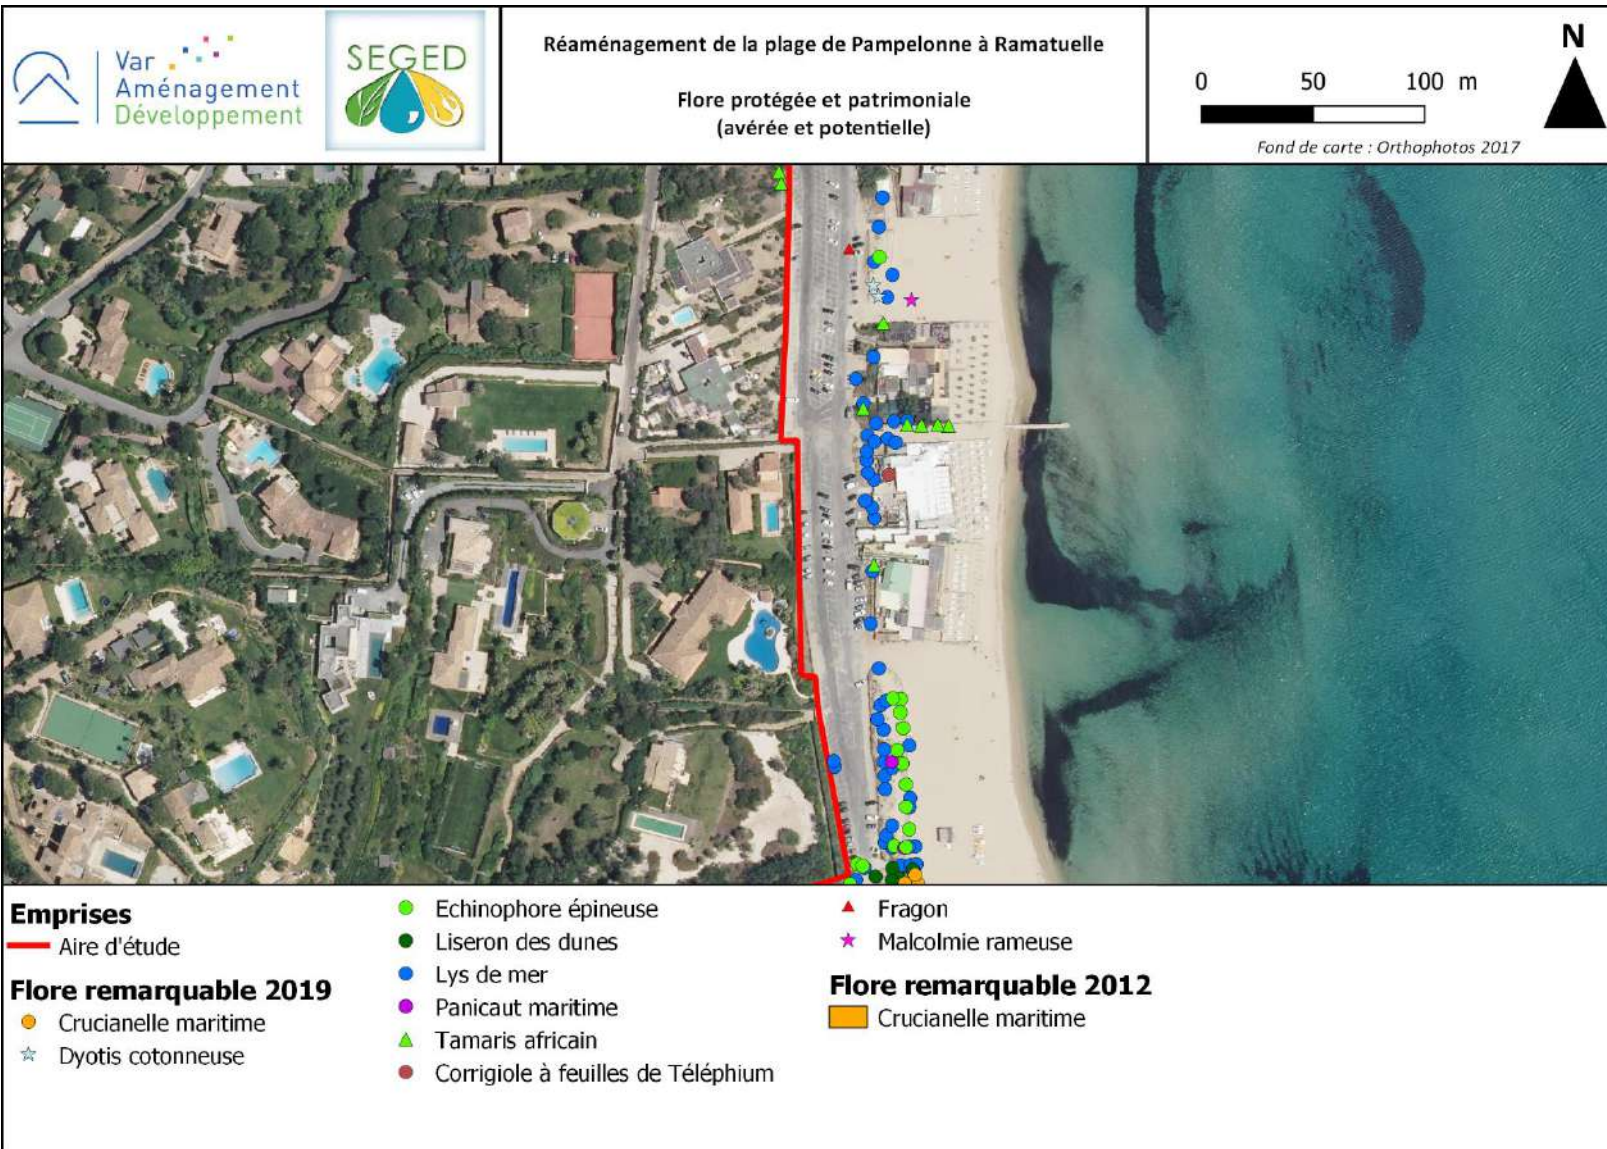 Var
Aménagement
Développement
SEGED
Réaménagement de la plage de Pampelonne à Ramatuelle
Flore protégée et patrimoniale
(avérée et potentielle)
0 50 100 m
N
Fond de carte : Orthophotos 2017
Emprises
Aire d'étude
Flore remarquable 2019
Crucianelle maritime
Dyotis cotonneuse
Echinophore épineuse
Liseron des dunes
Lys de mer
Panicaut maritime
Tamaris africain
Corrigiole à feuilles de Téléphium
Fragon
Malcolmie rameuse
Flore remarquable 2012
Crucianelle maritime